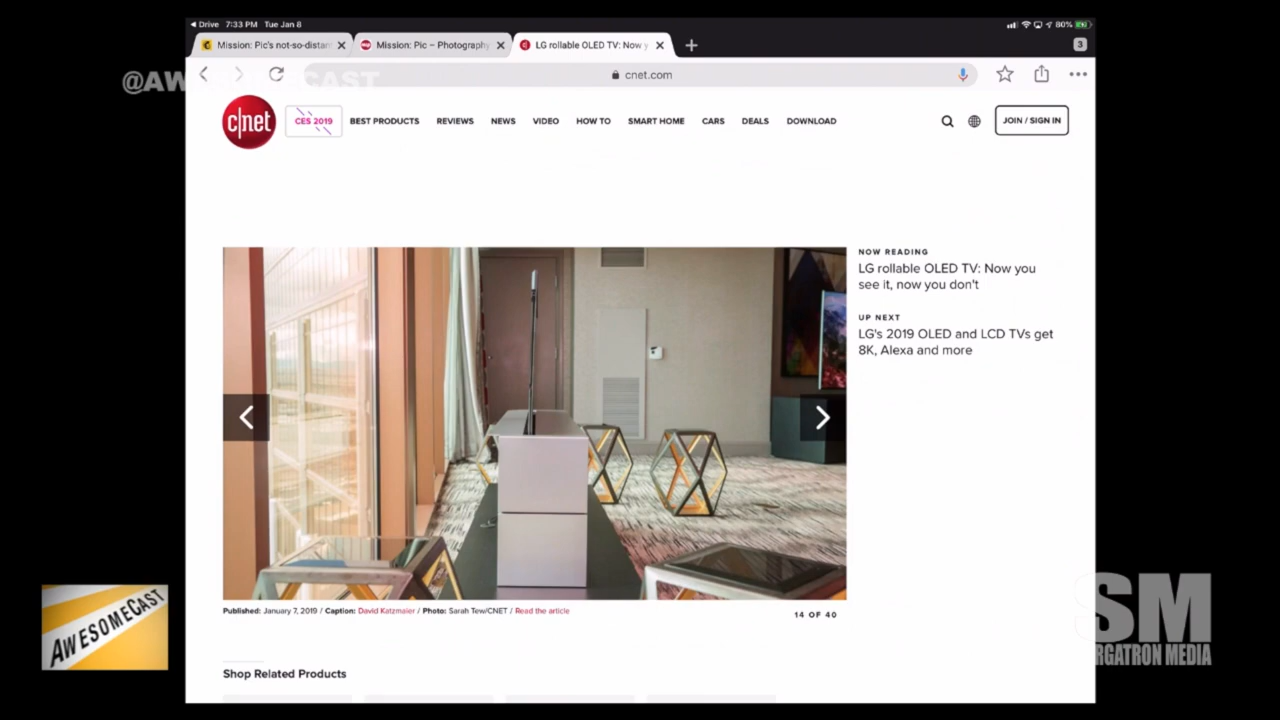 Drive 7:33 PM Tue Jan 8
80%
Mission: Pic's not-so-distan
Mission: Pic – Photography
LG rollable OLED TV: Now y
3
cnet.com
@AW
CAST
c|net
CES 2019
BEST PRODUCTS
REVIEWS
NEWS
VIDEO
HOW TO
SMART HOME
CARS
DEALS
DOWNLOAD
JOIN / SIGN IN
NOW READING
LG rollable OLED TV: Now you
see it, now you don't
UP NEXT
LG's 2019 OLED and LCD TVs get
8K, Alexa and more
Published: January 7, 2019 / Caption: David Katzmaier / Photo: Sarah Tew/CNET / Read the article
14 OF 40
Shop Related Products
AWESOMECAST
SM
RGATRON MEDIA